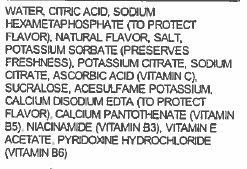 WATER, CITRIC ACID, SODIUM
HEXAMETAPHOSPHATE (TO PROTECT
FLAVOR), NATURAL FLAVOR, SALT,
POTASSIUM SORBATE (PRESERVES
FRESHNESS), POTASSIUM CITRATE, SODIUM
CITRATE, ASCORBIC ACID (VITAMIN C),
SUCRALOSE, ACESULFAME POTASSIUM,
CALCIUM DISODIUM EDTA (TO PROTECT
FLAVOR), CALCIUM PANTOTHENATE (VITAMIN
B5), NIACINAMIDE (VITAMIN B3), VITAMIN E
ACETATE, PYRIDOXINE HYDROCHLORIDE
(VITAMIN B6)